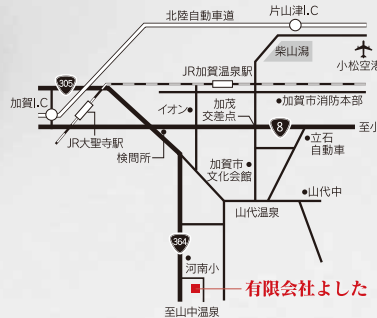 北陸自動車道
片山津I.C
柴山潟
小松空港
305
JR加賀温泉駅
加賀I.C
イオン
加茂
交差点
加賀市消防本部
8
至小
JR大聖寺駅
検問所
加賀市
文化会館
立石
自動車
山代中
山代温泉
364
河南小
有限会社よした
至山中温泉